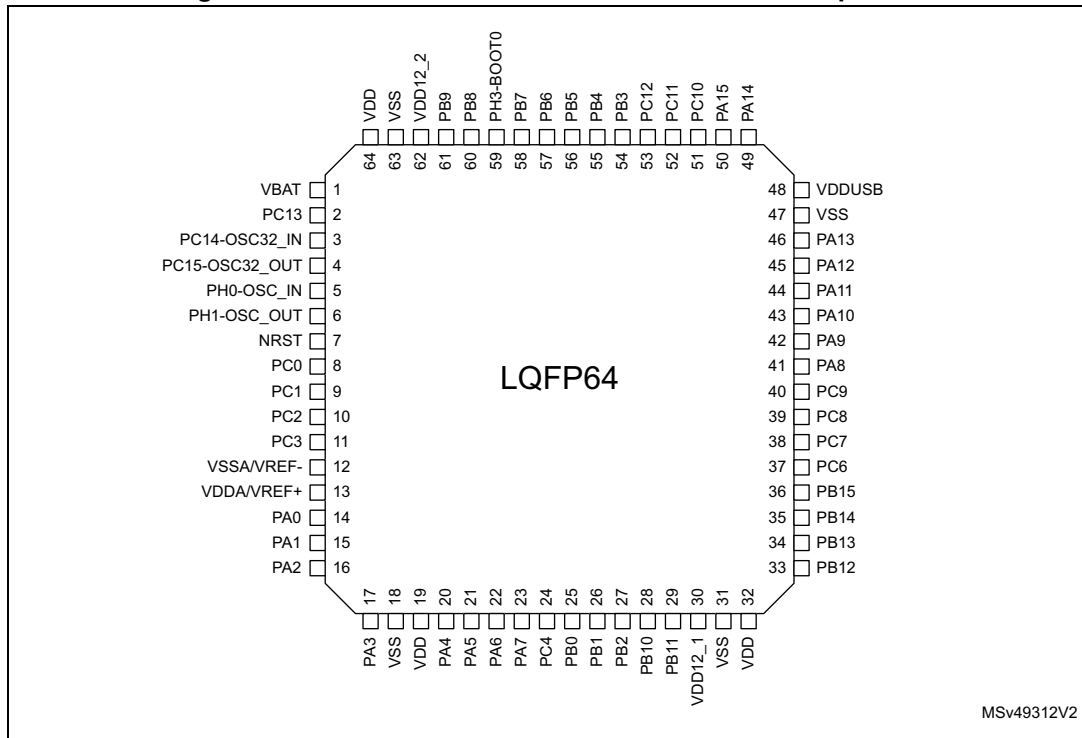 64 VDD
63 VSS
62 VDD12_2
61 PB9
60 PB8
59 PH3-BOOT0
58 PB7
57 PB6
56 PB5
55 PB4
54 PB3
53 PC12
52 PC11
51 PC10
50 PA15
49 PA14
VBAT 1
PC13 2
PC14-OSC32_IN 3
PC15-OSC32_OUT 4
PH0-OSC_IN 5
PH1-OSC_OUT 6
NRST 7
PC0 8
PC1 9
PC2 10
PC3 11
VSSA/VREF- 12
VDDA/VREF+ 13
PA0 14
PA1 15
PA2 16
LQFP64
48 VDDUSB
47 VSS
46 PA13
45 PA12
44 PA11
43 PA10
42 PA9
41 PA8
40 PC9
39 PC8
38 PC7
37 PC6
36 PB15
35 PB14
34 PB13
33 PB12
17 PA3
18 VSS
19 VDD
20 PA4
21 PA5
22 PA6
23 PA7
24 PC4
25 PB0
26 PB1
27 PB2
28 PB10
29 PB11
30 VDD12_1
31 VSS
32 VDD
MSv49312V2